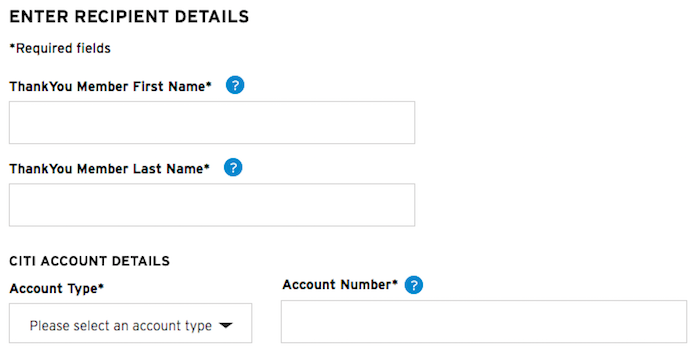 ENTER RECIPIENT DETAILS
*Required fields
ThankYou Member First Name* ?
ThankYou Member Last Name* ?
CITI ACCOUNT DETAILS
Account Type*
Please select an account type
Account Number* ?